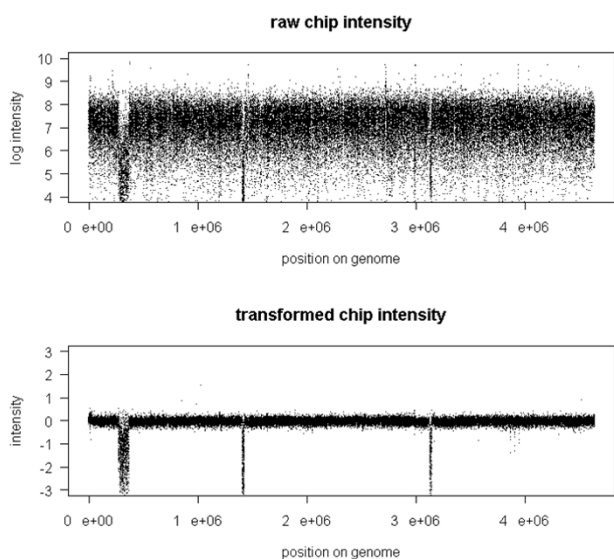 raw chip intensity
10
9
8
7
6
5
4
log intensity
0 e+00 1 e+06 2 e+06 3 e+06 4 e+06
position on genome
transformed chip intensity
3
2
1
0
-1
-2
-3
intensity
0 e+00 1 e+06 2 e+06 3 e+06 4 e+06
position on genome